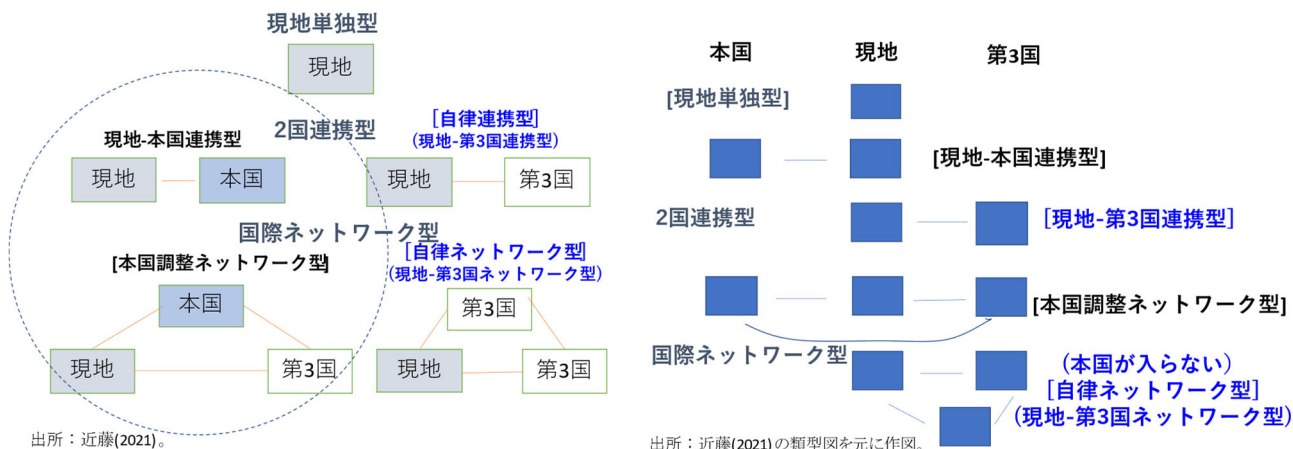 現地単独型
現地
2国連携型
現地-本国連携型
現地
本国
[自律連携型]
(現地-第3国連携型)
現地
第3国
国際ネットワーク型
[本国調整ネットワーク型]
本国
現地
第3国
[自律ネットワーク型]
(現地-第3国ネットワーク型)
第3国
現地
第3国
出所：近藤(2021)。
本国
現地
第3国
[現地単独型]
[現地-本国連携型]
2国連携型
[現地-第3国連携型]
[本国調整ネットワーク型]
国際ネットワーク型
(本国が入らない)
[自律ネットワーク型]
(現地-第3国ネットワーク型)
出所：近藤(2021)の類型図を元に作図。